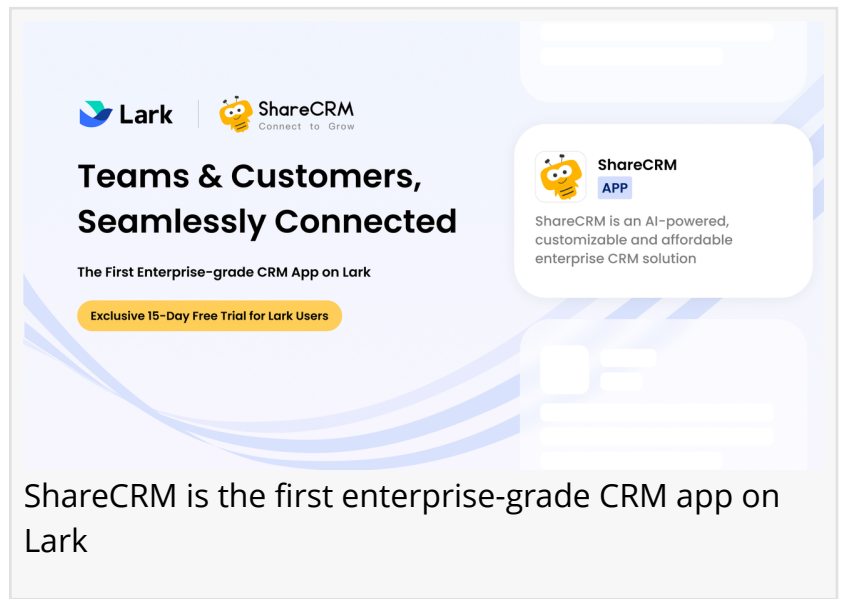 Lark
ShareCRM
Connect to Grow
Teams & Customers,
Seamlessly Connected
The First Enterprise-grade CRM App on Lark
Exclusive 15-Day Free Trial for Lark Users
ShareCRM
APP
ShareCRM is an AI-powered,
customizable and affordable
enterprise CRM solution
ShareCRM is the first enterprise-grade CRM app on
Lark